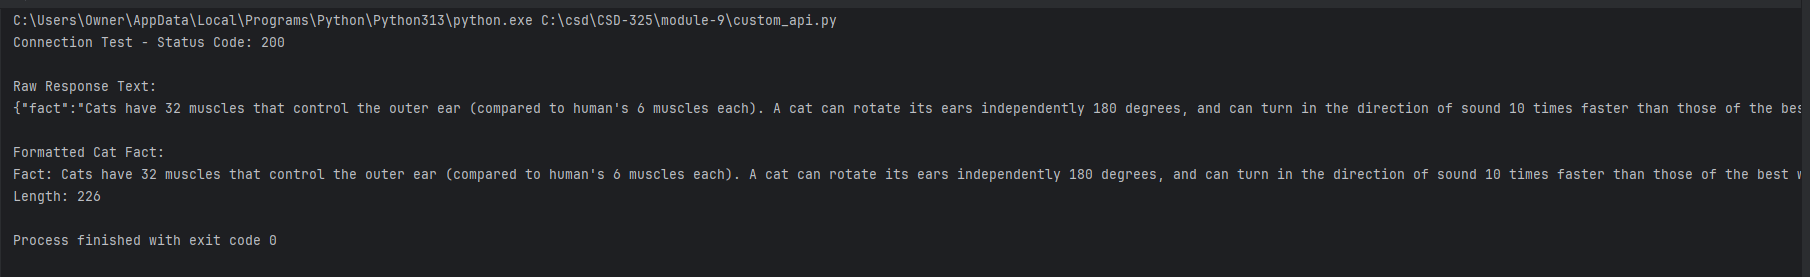 C:\Users\Owner\AppData\Local\Programs\Python\Python313\python.exe C:\csd\CSD-325\module-9\custom_api.py
Connection Test - Status Code: 200
Raw Response Text:
{"fact":"Cats have 32 muscles that control the outer ear (compared to human's 6 muscles each). A cat can rotate its ears independently 180 degrees, and can turn in the direction of sound 10 times faster than those of the
Formatted Cat Fact:
Fact: Cats have 32 muscles that control the outer ear (compared to human's 6 muscles each). A cat can rotate its ears independently 180 degrees, and can turn in the direction of sound 10 times faster than those of the best
Length: 226
Process finished with exit code 0